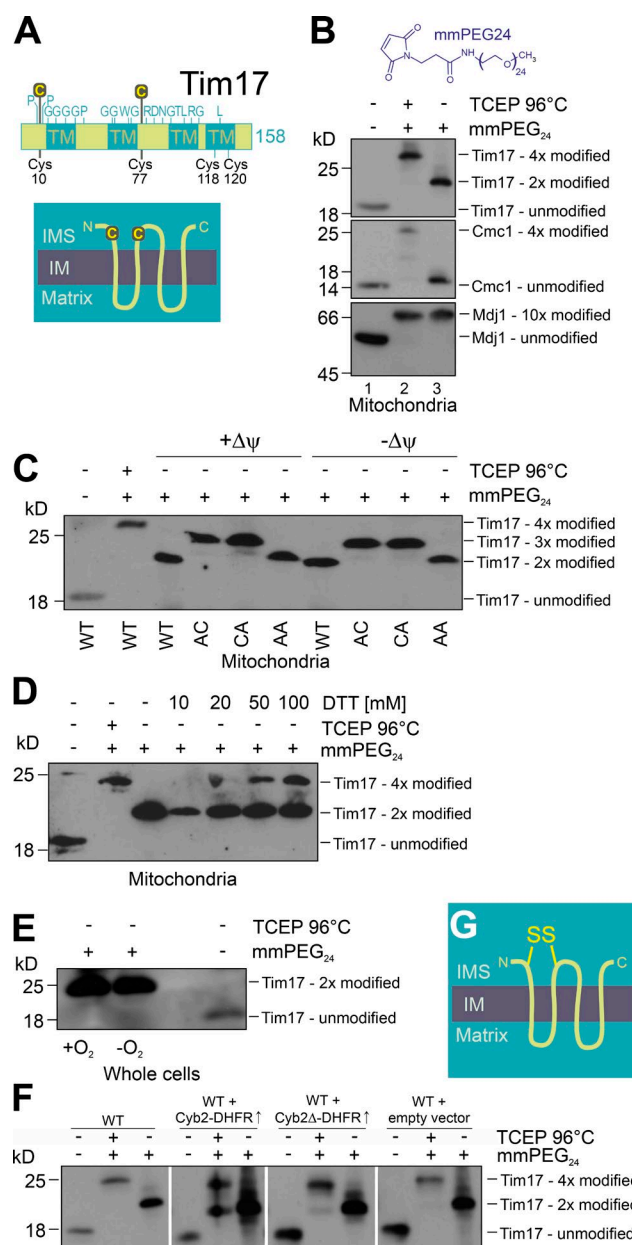 A
Tim17
C
C
P P
GGGGP
GGWG
RDNGTLRG
L
TM
TM
TM
TM
158
Cys
10
Cys
77
Cys
118
Cys
120
N
C
C
C
IMS
IM
Matrix
B
mmPEG24
O
N
O
O
NH
O
24
CH3
- + - TCEP 96°C
- + + mmPEG24
kD
25
18
Tim17 - 4x modified
Tim17 - 2x modified
Tim17 - unmodified
25
18
14
Cmc1 - 4x modified
Cmc1 - unmodified
66
45
Mdj1 - 10x modified
Mdj1 - unmodified
1 2 3
Mitochondria
C
+Δψ -Δψ
- + - - - - - - - - TCEP 96°C
- + + + + + + + + + mmPEG24
kD
25
18
Tim17 - 4x modified
Tim17 - 3x modified
Tim17 - 2x modified
Tim17 - unmodified
WT WT WT AC CA AA WT AC CA AA
Mitochondria
D
- - - 10 20 50 100 DTT [mM]
- + - - - - - TCEP 96°C
- + + + + + + mmPEG24
kD
25
18
Tim17 - 4x modified
Tim17 - 2x modified
Tim17 - unmodified
Mitochondria
E
- - - TCEP 96°C
+ + - mmPEG24
kD
25
18
Tim17 - 2x modified
Tim17 - unmodified
+O2 -O2
Whole cells
G
SS
N
C
IMS
IM
Matrix
F
WT
WT +
Cyb2-DHFR↑
WT +
Cyb2Δ-DHFR↑
WT +
empty vector
- + - - + - - + - - + - TCEP 96°C
- + + - + + - + + - + + mmPEG24
kD
25
18
Tim17 - 4x modified
Tim17 - 2x modified
Tim17 - unmodified